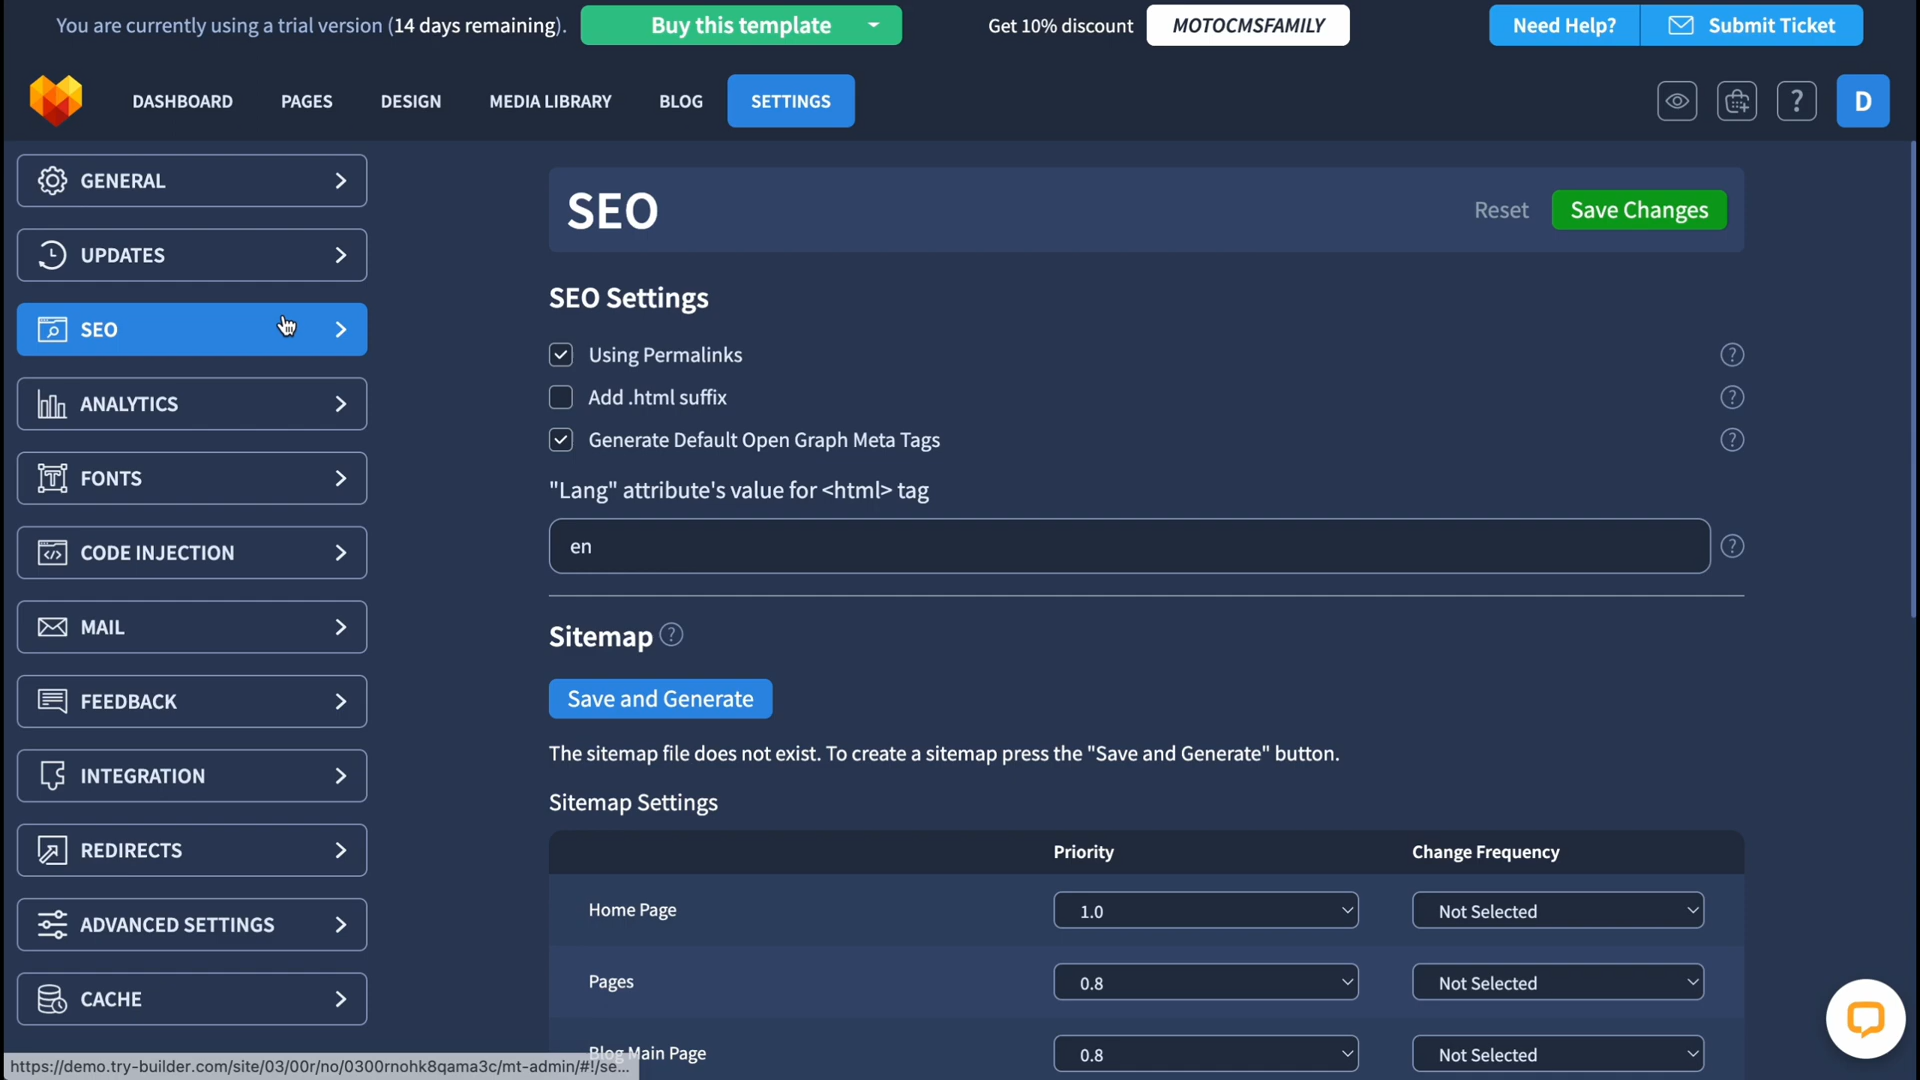 You are currently using a trial version (14 days remaining).
Buy this template
Get 10% discount
MOTOCMSFAMILY
Need Help?
Submit Ticket
DASHBOARD
PAGES
DESIGN
MEDIA LIBRARY
BLOG
SETTINGS
?
D
GENERAL
UPDATES
SEO
ANALYTICS
FONTS
CODE INJECTION
MAIL
FEEDBACK
INTEGRATION
REDIRECTS
ADVANCED SETTINGS
CACHE
SEO
Reset
Save Changes
SEO Settings
Using Permalinks
?
Add .html suffix
?
Generate Default Open Graph Meta Tags
?
"Lang" attribute's value for <html> tag
en
?
Sitemap ?
Save and Generate
The sitemap file does not exist. To create a sitemap press the "Save and Generate" button.
Sitemap Settings
Priority
Change Frequency
Home Page
1.0
Not Selected
Pages
0.8
Not Selected
Blog Main Page
0.8
Not Selected
https://demo.try-builder.com/site/03/00r/no/0300rnohk8qama3c/mt-admin/#!/se...